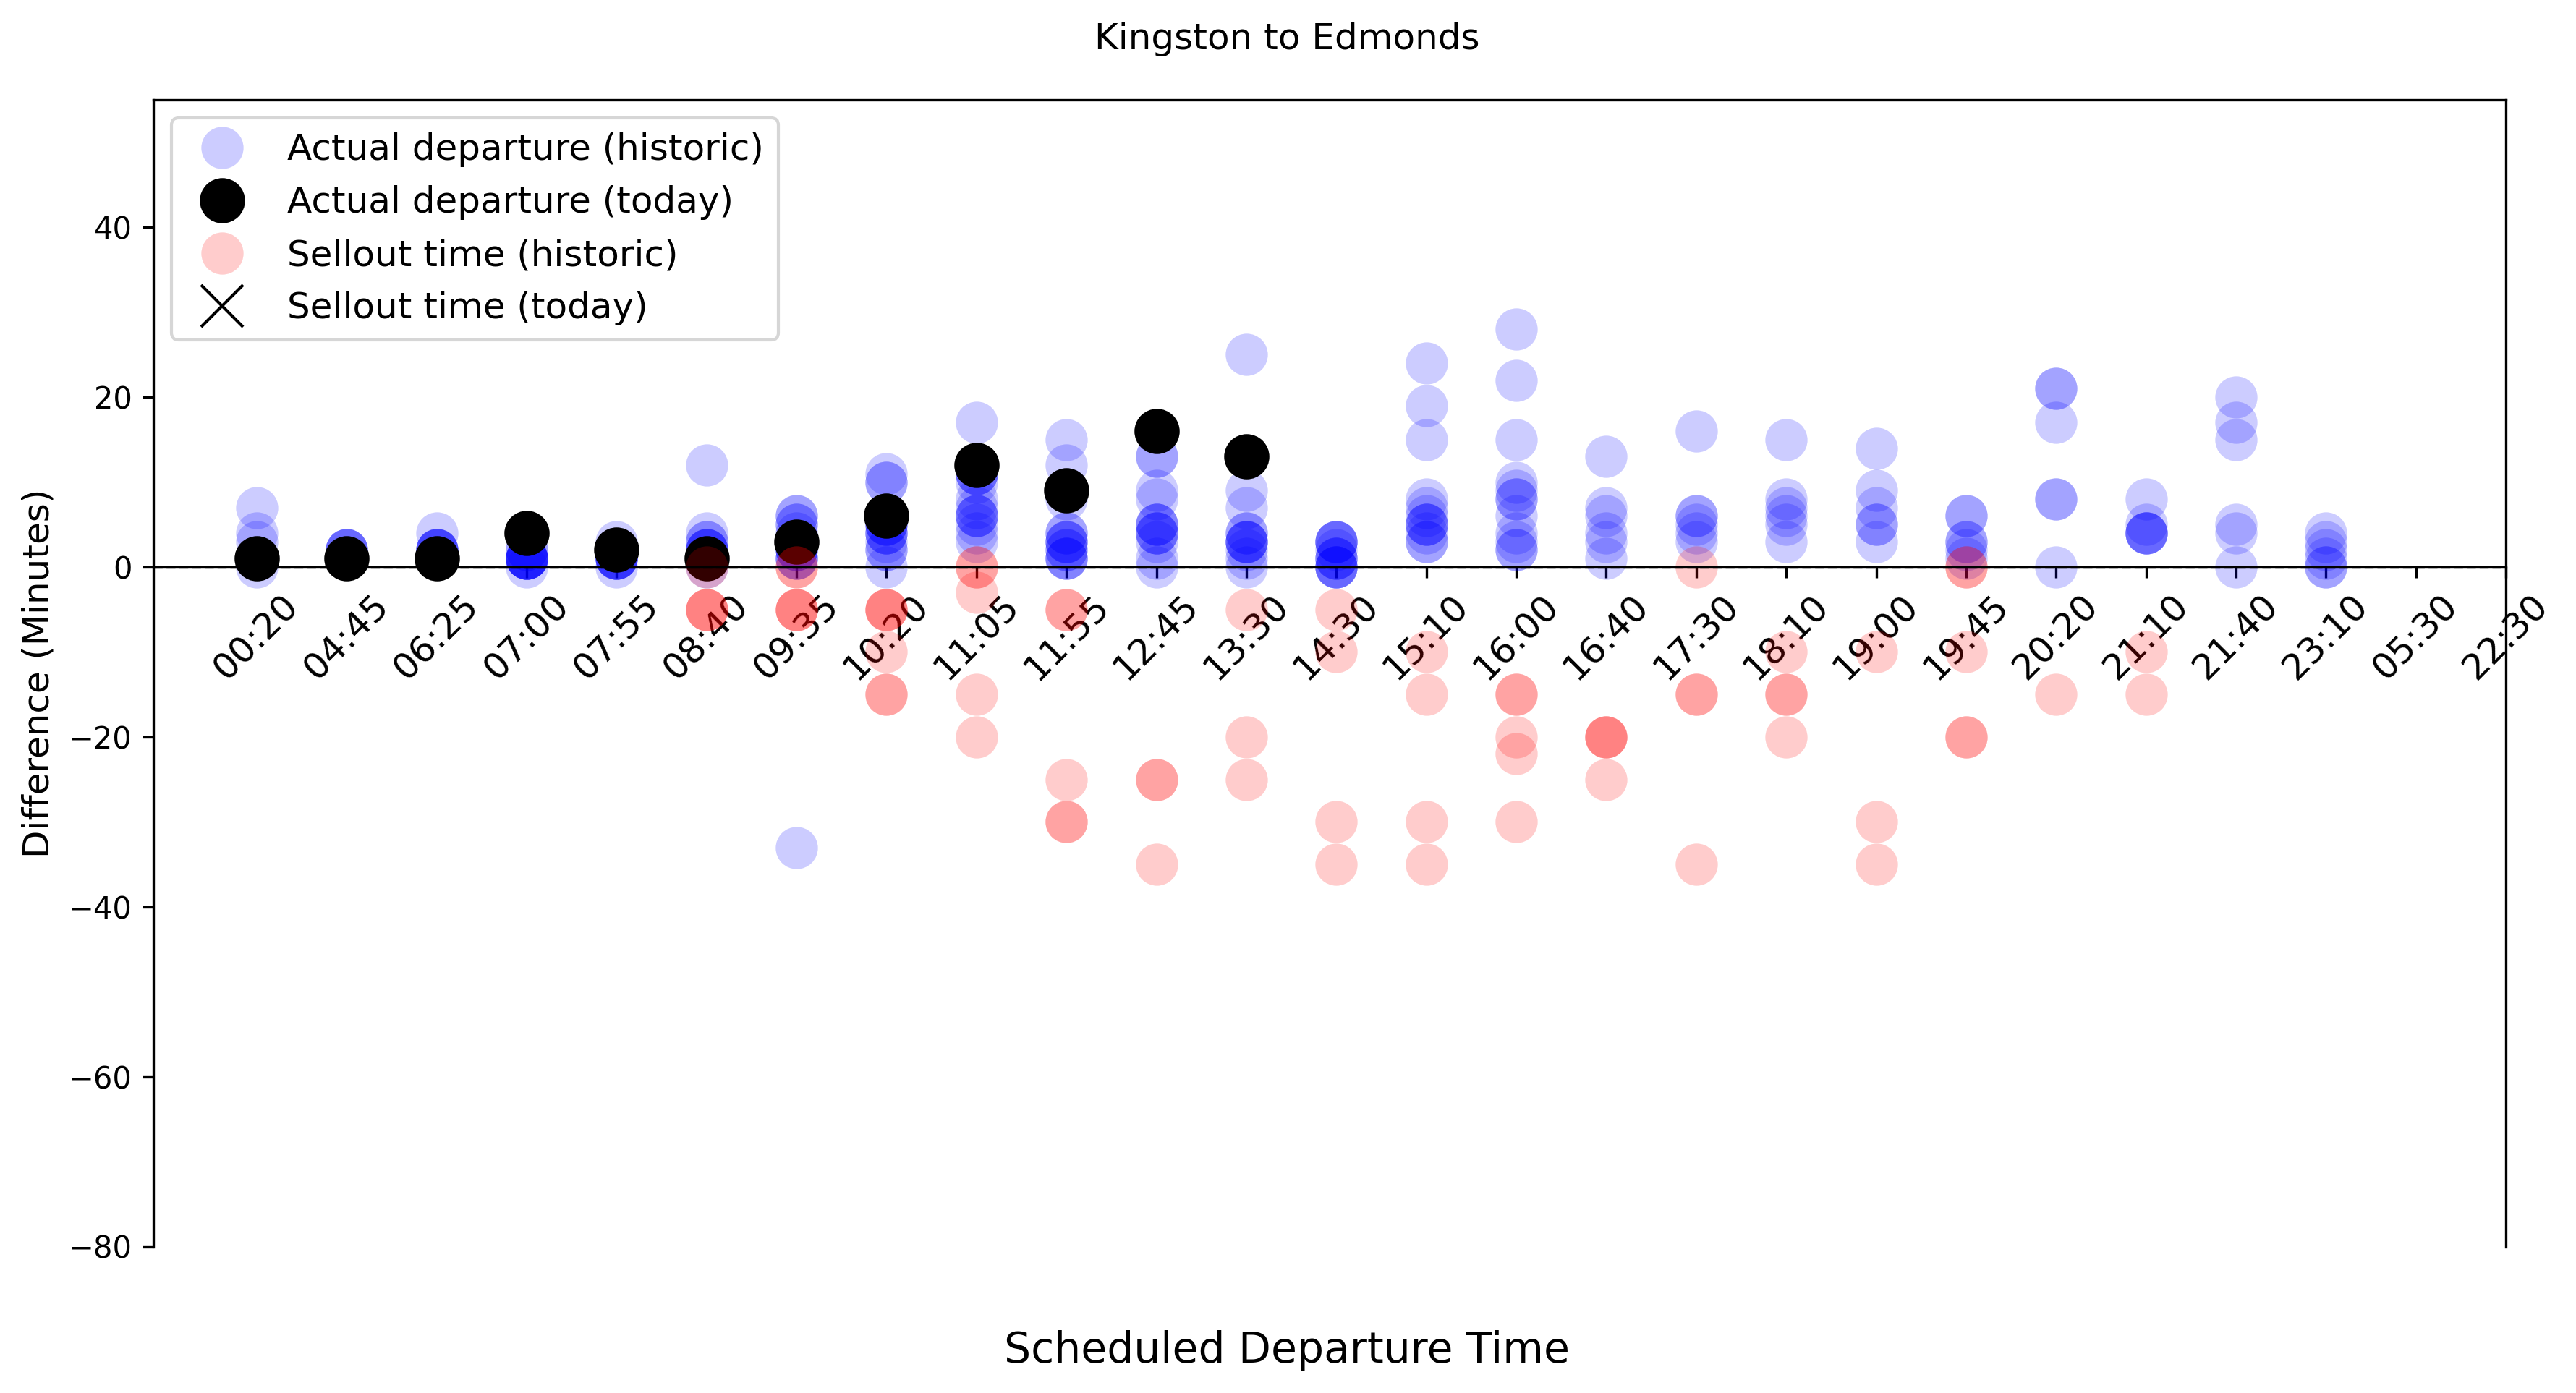 Kingston to Edmonds
Actual departure (historic)
Actual departure (today)
Sellout time (historic)
Sellout time (today)
Difference (Minutes)
40
20
0
−20
−40
−60
−80
00:20 04:45 06:25 07:00 07:55 08:40 09:35 10:20 11:05 11:55 12:45 13:30 14:30 15:10 16:00 16:40 17:30 18:10 19:00 19:45 20:20 21:10 21:40 23:10 05:30 22:30
Scheduled Departure Time